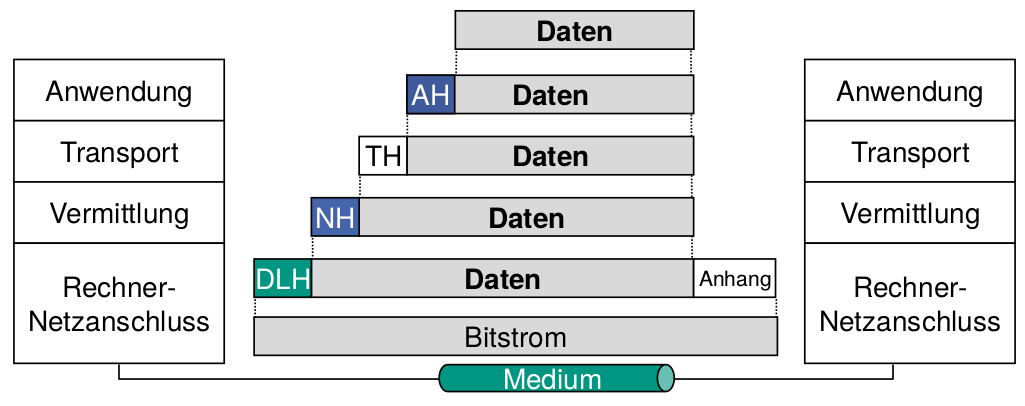 Daten
Anwendung
AH Daten
Anwendung
Transport
TH Daten
Transport
Vermittlung
NH Daten
Vermittlung
Rechner-
Netzanschluss
DLH Daten Anhang
Rechner-
Netzanschluss
Bitstrom
Medium